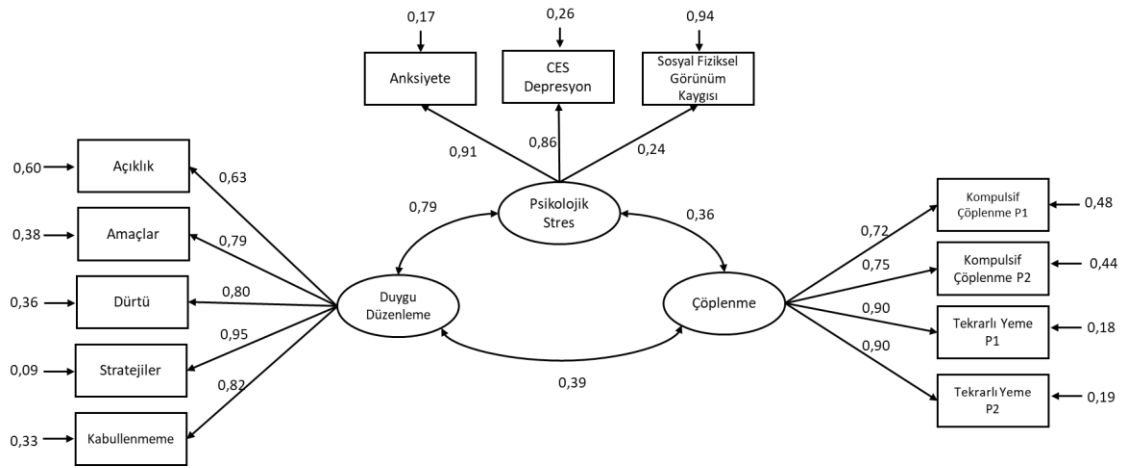 0,17
0,26
0,94
Anksiyete
CES
Depresyon
Sosyal Fiziksel
Görünüm
Kaygısı
0,91
0,86
0,24
Psikolojik
Stres
0,79
0,36
0,60
Açıklık
0,63
0,38
Amaçlar
0,79
0,36
Dürtü
0,80
0,09
Stratejiler
0,95
0,33
Kabullenmeme
0,82
Duygu
Düzenleme
0,39
Çöplenme
0,72
Kompulsif
Çöplenme P1
0,48
0,75
Kompulsif
Çöplenme P2
0,44
0,90
Tekrarlı Yeme
P1
0,18
0,90
Tekrarlı Yeme
P2
0,19